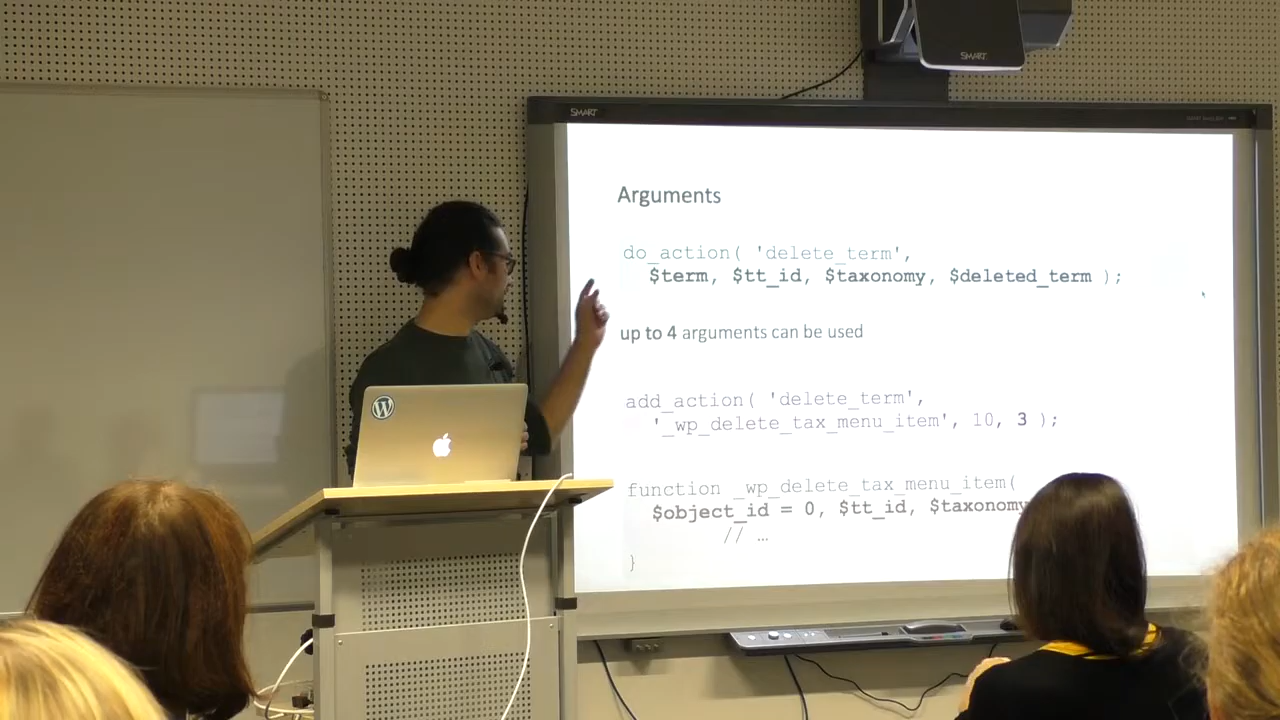 SMART
SMART
Arguments
do_action( 'delete_term',
$term, $tt_id, $taxonomy, $deleted_term );
up to 4 arguments can be used
add_action( 'delete_term',
'_wp_delete_tax_menu_item', 10, 3 );
function _wp_delete_tax_menu_item(
$object_id = 0, $tt_id, $taxonomy
// …
}
W